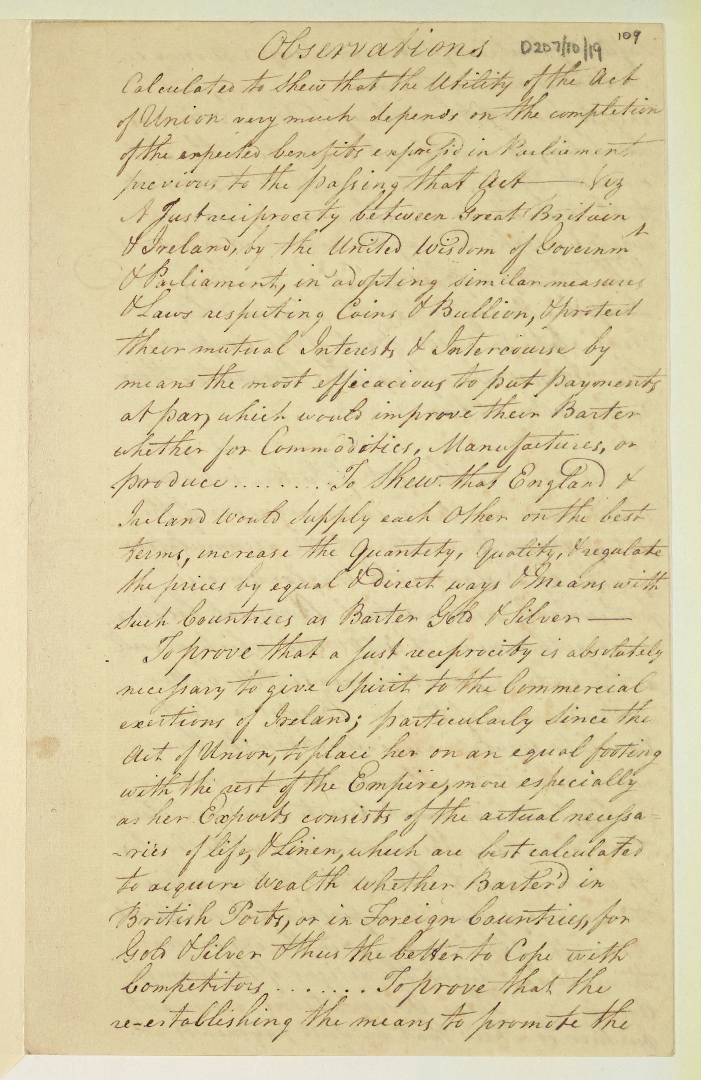 109
D207/10/19
Observations
Calculated to shew that the Utility of the Act
of Union very much depends on the completion
of the expected benefits express'd in Parliament
previous to the passing that Act — Viz
A Just reciprocity between Great Britain
& Ireland, by the United Wisdom of Governmt
& Parliament, in adopting similar measures
& Laws respecting Coins & Bullion, & protect
their mutual Interests & Intercourse by
means the most efficacious to put payments
at par, which would improve their Barter
whether for Commodities, Manufactures, or
produce ........ To Shew that England &
Ireland would supply each Other on the best
terms, increase the Quantity, Quality, & regulate
the prices by equal & direct ways & Means with
such Countries as Barter Gold & Silver —
To prove that a just reciprocity is absolutely
necessary to give Spirit to the Commercial
exertions of Ireland; particularly since the
Act of Union, to place her on an equal footing
with the rest of the Empire, more especially
as her Exports consists of the actual necessa=
-ries of life, & Linen, which are best calculated
to acquire Wealth whether Barter'd in
British Ports, or in Foreign Countries, for
Gold & Silver & thus the better to Cope with
Competitors ....... To prove that the
re-establishing the means to promote the